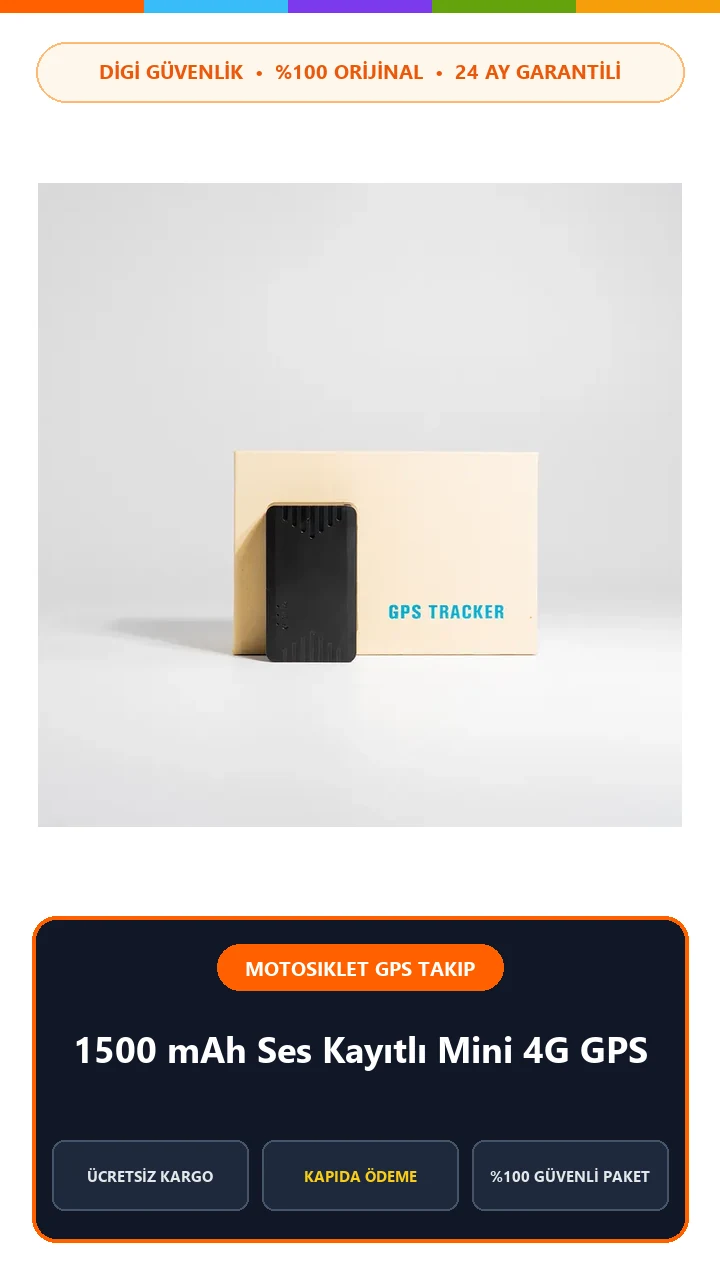 DİGİ GÜVENLİK • %100 ORİJİNAL • 24 AY GARANTİLİ
GPS TRACKER
MOTOSIKLET GPS TAKIP
1500 mAh Ses Kayıtlı Mini 4G GPS
ÜCRETSİZ KARGO
KAPIDA ÖDEME
%100 GÜVENLİ PAKET